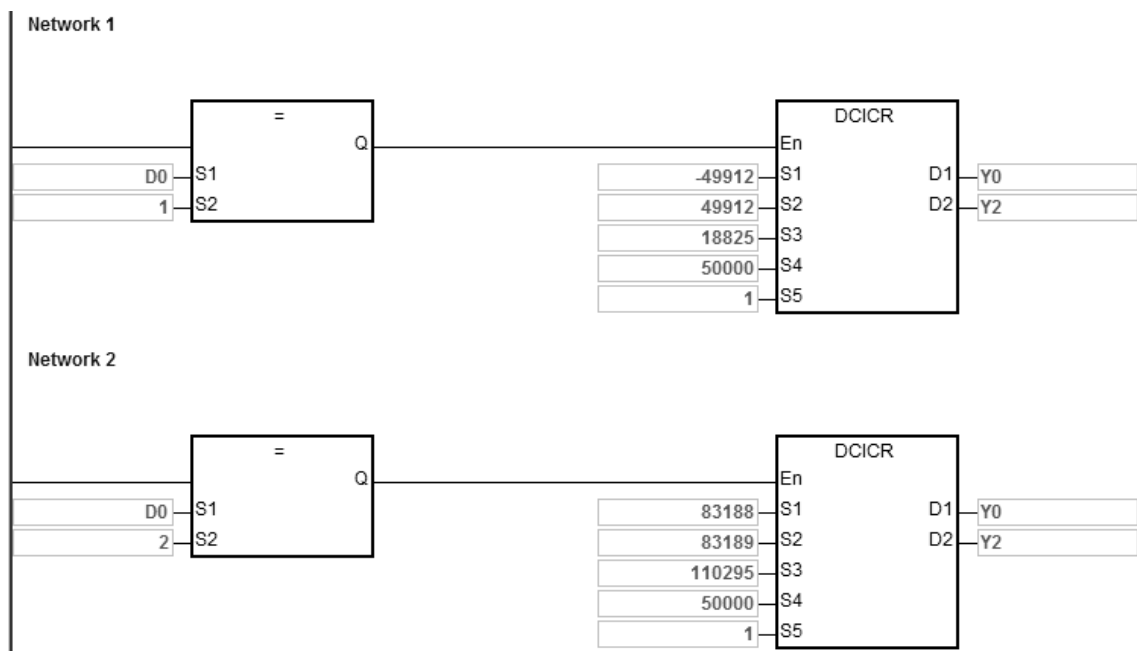 Network 1
= DCICR
Q En
D0 S1 -49912 S1 D1 Y0
1 S2 49912 S2 D2 Y2
18825 S3
50000 S4
1 S5
Network 2
= DCICR
Q En
D0 S1 83188 S1 D1 Y0
2 S2 83189 S2 D2 Y2
110295 S3
50000 S4
1 S5